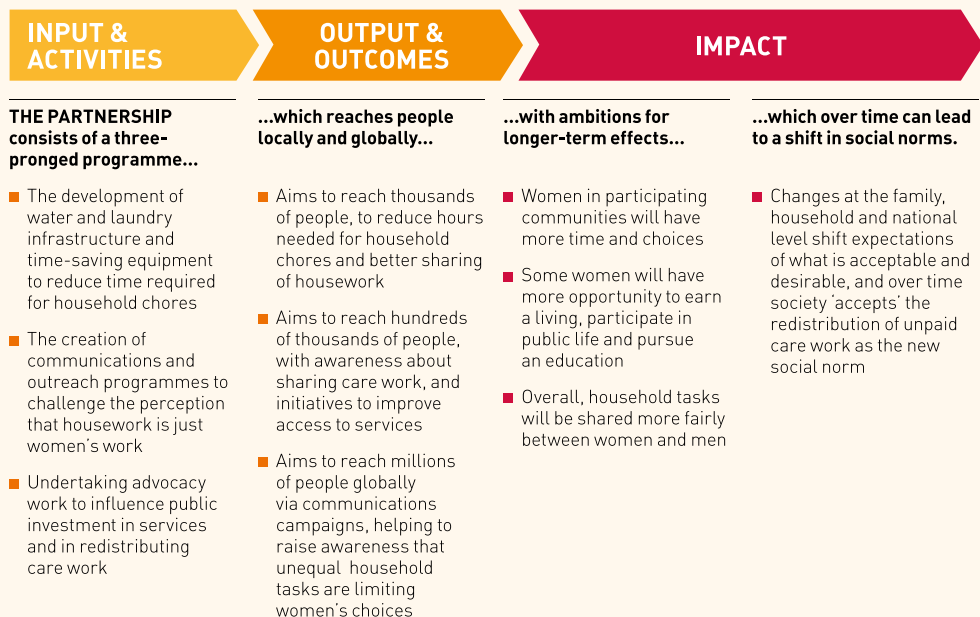 INPUT &
ACTIVITIES
OUTPUT &
OUTCOMES
IMPACT
THE PARTNERSHIP
consists of a three-
pronged programme...
The development of
water and laundry
infrastructure and
time-saving equipment
to reduce time required
for household chores
The creation of
communications and
outreach programmes to
challenge the perception
that housework is just
women's work
Undertaking advocacy
work to influence public
investment in services
and in redistributing
care work
...which reaches people
locally and globally...
Aims to reach thousands
of people, to reduce hours
needed for household
chores and better sharing
of housework
Aims to reach hundreds
of thousands of people,
with awareness about
sharing care work, and
initiatives to improve
access to services
Aims to reach millions
of people globally
via communications
campaigns, helping to
raise awareness that
unequal household
tasks are limiting
women's choices
...with ambitions for
longer-term effects...
Women in participating
communities will have
more time and choices
Some women will have
more opportunity to earn
a living, participate in
public life and pursue
an education
Overall, household tasks
will be shared more fairly
between women and men
...which over time can lead
to a shift in social norms.
Changes at the family,
household and national
level shift expectations
of what is acceptable and
desirable, and over time
society 'accepts' the
redistribution of unpaid
care work as the new
social norm